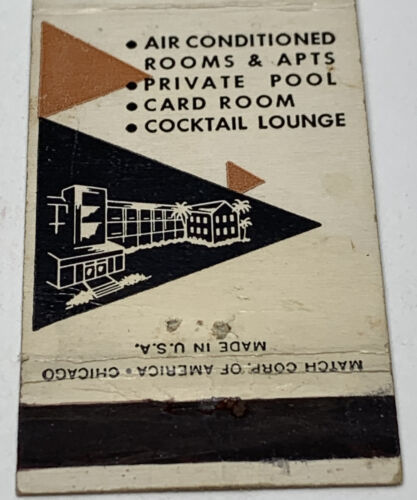 • AIR CONDITIONED
ROOMS & APTS
• PRIVATE POOL
• CARD ROOM
• COCKTAIL LOUNGE
MATCH CORP. OF AMERICA • CHICAGO
MADE IN U.S.A.